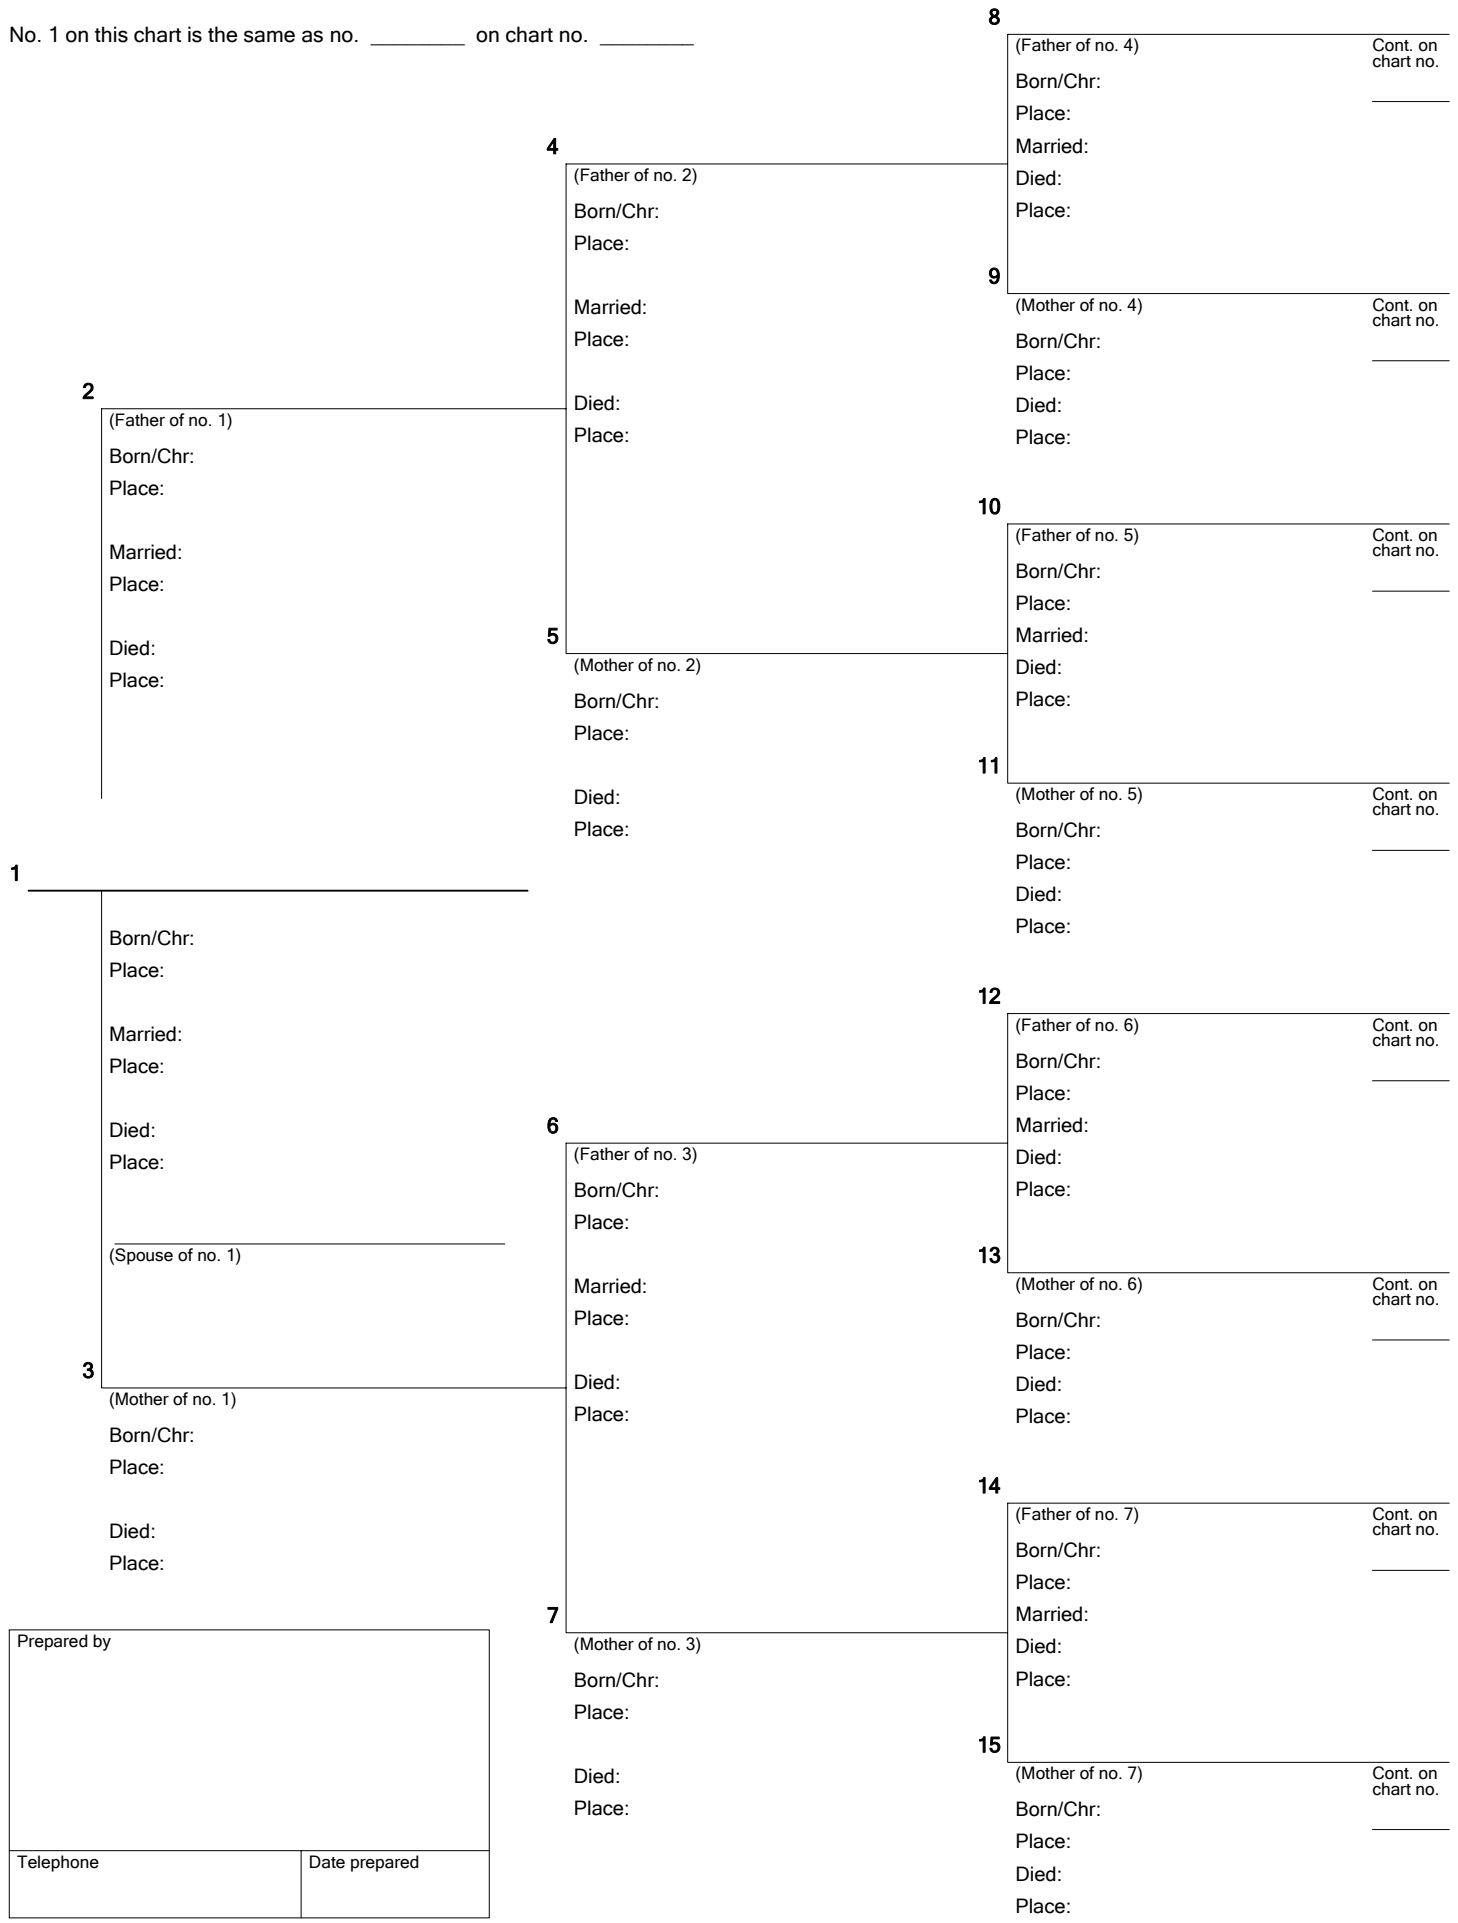 No. 1 on this chart is the same as no. ________ on chart no. ________
8
(Father of no. 4)
Cont. on
chart no.
Born/Chr:
Place:
Married:
Died:
Place:
4
(Father of no. 2)
Born/Chr:
Place:
Married:
Place:
Died:
Place:
9
(Mother of no. 4)
Cont. on
chart no.
Born/Chr:
Place:
Died:
Place:
2
(Father of no. 1)
Born/Chr:
Place:
Married:
Place:
Died:
Place:
10
(Father of no. 5)
Cont. on
chart no.
Born/Chr:
Place:
Married:
Died:
Place:
5
(Mother of no. 2)
Born/Chr:
Place:
Died:
Place:
11
(Mother of no. 5)
Cont. on
chart no.
Born/Chr:
Place:
Died:
Place:
1
Born/Chr:
Place:
Married:
Place:
Died:
Place:
(Spouse of no. 1)
12
(Father of no. 6)
Cont. on
chart no.
Born/Chr:
Place:
Married:
Died:
Place:
6
(Father of no. 3)
Born/Chr:
Place:
Married:
Place:
Died:
Place:
13
(Mother of no. 6)
Cont. on
chart no.
Born/Chr:
Place:
Died:
Place:
3
(Mother of no. 1)
Born/Chr:
Place:
Died:
Place:
14
(Father of no. 7)
Cont. on
chart no.
Born/Chr:
Place:
Married:
Died:
Place:
7
(Mother of no. 3)
Born/Chr:
Place:
Died:
Place:
15
(Mother of no. 7)
Cont. on
chart no.
Born/Chr:
Place:
Died:
Place:
Prepared by
Telephone
Date prepared